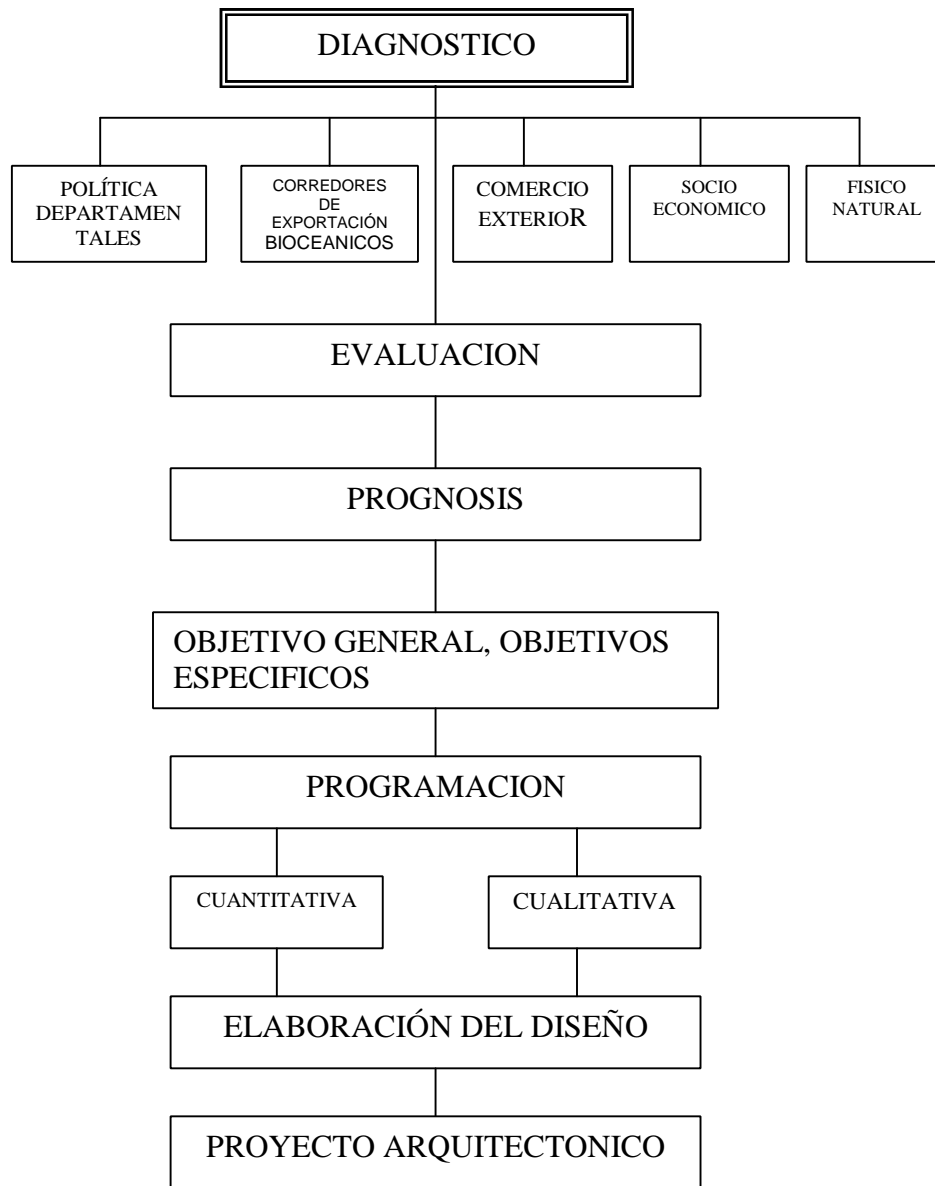 DIAGNOSTICO
POLÍTICA
DEPARTAMEN
TALES
CORREDORES
DE
EXPORTACIÓN
BIOCEANICOS
COMERCIO
EXTERIOR
SOCIO
ECONOMICO
FISICO
NATURAL
EVALUACION
PROGNOSIS
OBJETIVO GENERAL, OBJETIVOS
ESPECIFICOS
PROGRAMACION
CUANTITATIVA
CUALITATIVA
ELABORACIÓN DEL DISEÑO
PROYECTO ARQUITECTONICO